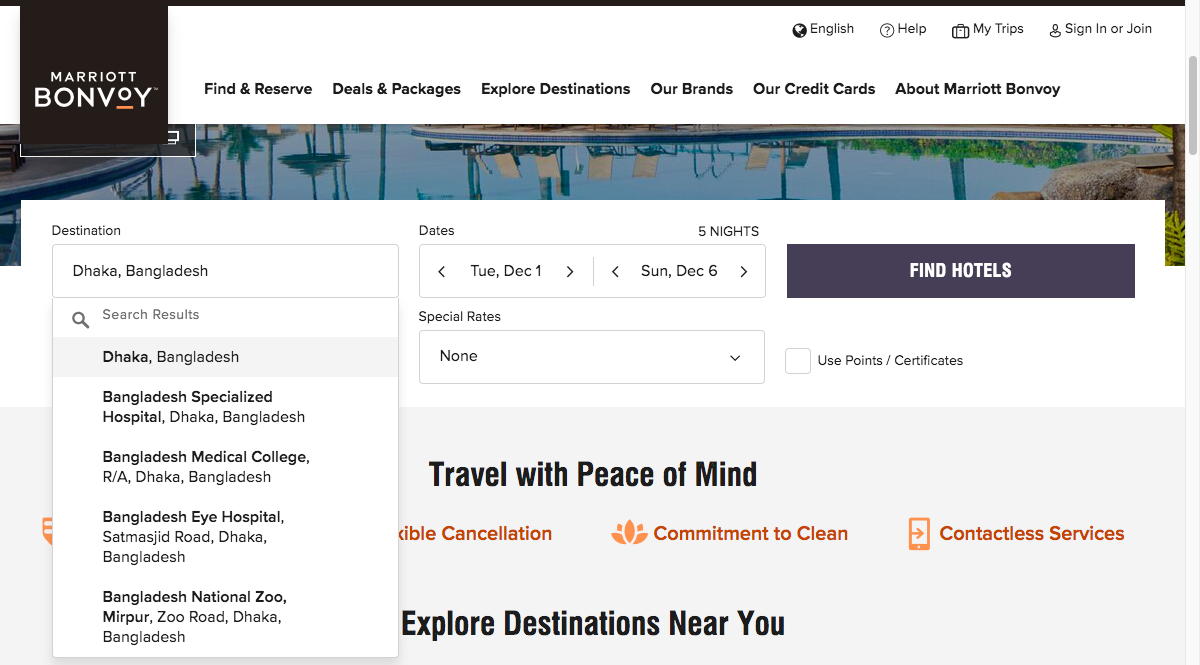 English
Help
My Trips
Sign In or Join
MARRIOTT
BONVOY™
Find & Reserve
Deals & Packages
Explore Destinations
Our Brands
Our Credit Cards
About Marriott Bonvoy
Destination
Dhaka, Bangladesh
Dates
5 NIGHTS
Tue, Dec 1
Sun, Dec 6
FIND HOTELS
Special Rates
None
Use Points / Certificates
Search Results
Dhaka, Bangladesh
Bangladesh Specialized
Hospital, Dhaka, Bangladesh
Bangladesh Medical College,
R/A, Dhaka, Bangladesh
Bangladesh Eye Hospital,
Satmasjid Road, Dhaka,
Bangladesh
Bangladesh National Zoo,
Mirpur, Zoo Road, Dhaka,
Bangladesh
Travel with Peace of Mind
xible Cancellation
Commitment to Clean
Contactless Services
Explore Destinations Near You